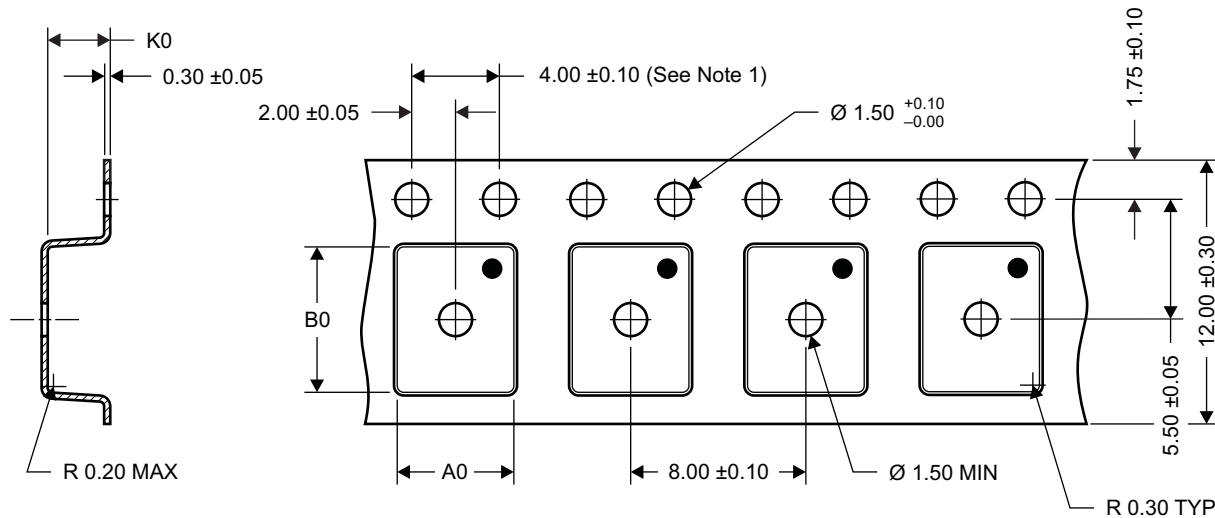 K0
0.30 ±0.05
4.00 ±0.10 (See Note 1)
2.00 ±0.05
Ø 1.50 +0.10 –0.00
1.75 ±0.10
B0
12.00 ±0.30
5.50 ±0.05
R 0.20 MAX
A0
8.00 ±0.10
Ø 1.50 MIN
R 0.30 TYP